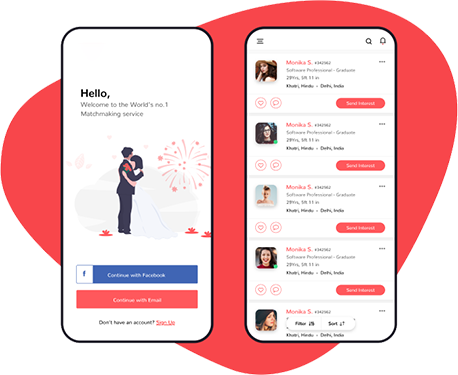 Hello,
Welcome to the World's no.1
Matchmaking service
f
Continue with Facebook
Continue with Email
Don't have an account? Sign Up
Monika S. #342562
Software Professional - Graduate
29Yrs, 5ft 11 in
Khatri, Hindu • Delhi, India
Send Interest
Monika S. #342562
Software Professional - Graduate
29Yrs, 5ft 11 in
Khatri, Hindu • Delhi, India
Send Interest
Monika S. #342562
Software Professional - Graduate
29Yrs, 5ft 11 in
Khatri, Hindu • Delhi, India
Send Interest
Monika S. #342562
Software Professional - Graduate
29Yrs, 5ft 11 in
Khatri, Hindu • Delhi, India
Send Interest
Monika S. #342562
Filter
Sort
Khatri, Hindu • Delhi, India